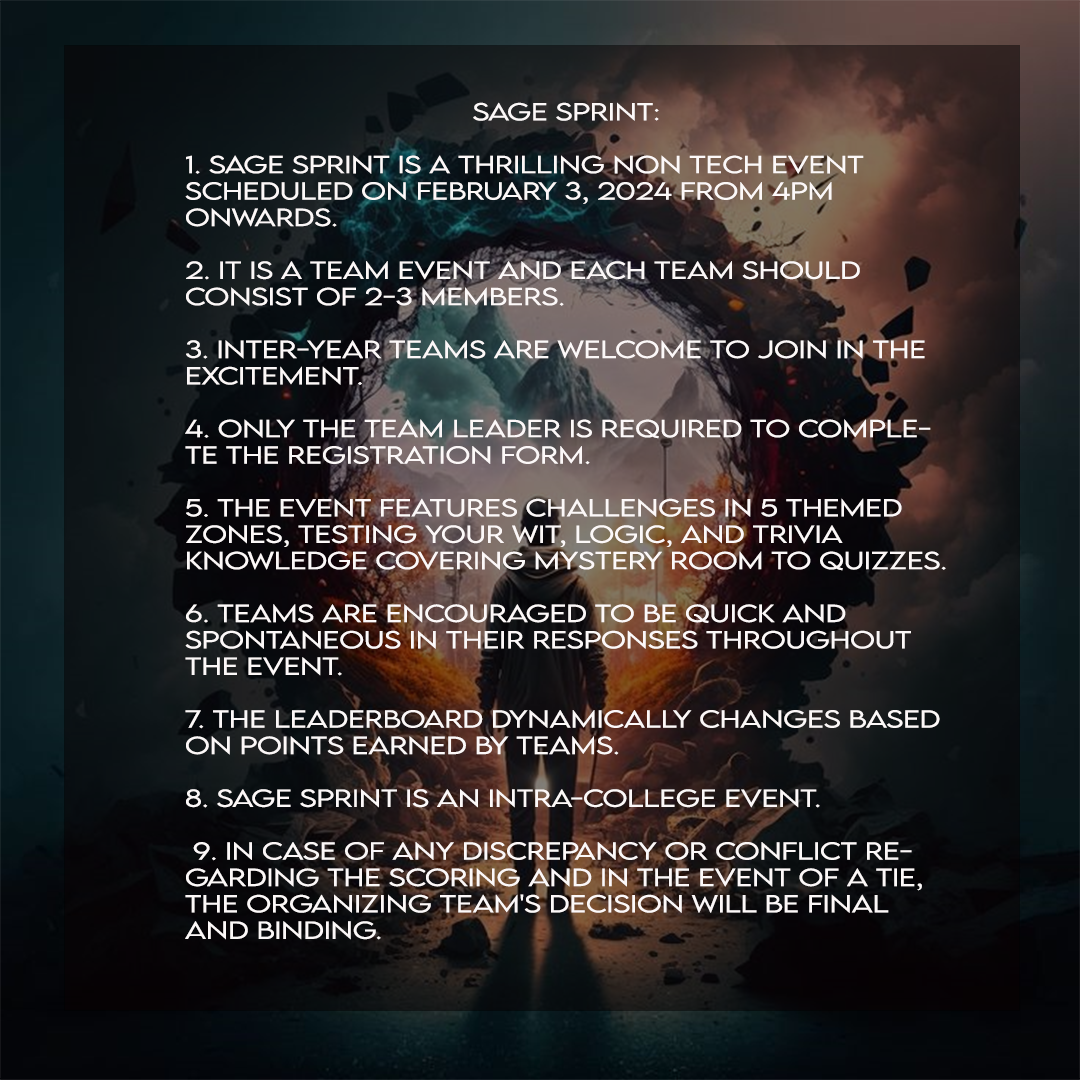 SAGE SPRINT:
1. SAGE SPRINT IS A THRILLING NON TECH EVENT
SCHEDULED ON FEBRUARY 3, 2024 FROM 4PM
ONWARDS.
2. IT IS A TEAM EVENT AND EACH TEAM SHOULD
CONSIST OF 2-3 MEMBERS.
3. INTER-YEAR TEAMS ARE WELCOME TO JOIN IN THE
EXCITEMENT.
4. ONLY THE TEAM LEADER IS REQUIRED TO COMPLE-
TE THE REGISTRATION FORM.
5. THE EVENT FEATURES CHALLENGES IN 5 THEMED
ZONES, TESTING YOUR WIT, LOGIC, AND TRIVIA
KNOWLEDGE COVERING MYSTERY ROOM TO QUIZZES.
6. TEAMS ARE ENCOURAGED TO BE QUICK AND
SPONTANEOUS IN THEIR RESPONSES THROUGHOUT
THE EVENT.
7. THE LEADERBOARD DYNAMICALLY CHANGES BASED
ON POINTS EARNED BY TEAMS.
8. SAGE SPRINT IS AN INTRA-COLLEGE EVENT.
9. IN CASE OF ANY DISCREPANCY OR CONFLICT RE-
GARDING THE SCORING AND IN THE EVENT OF A TIE,
THE ORGANIZING TEAM'S DECISION WILL BE FINAL
AND BINDING.